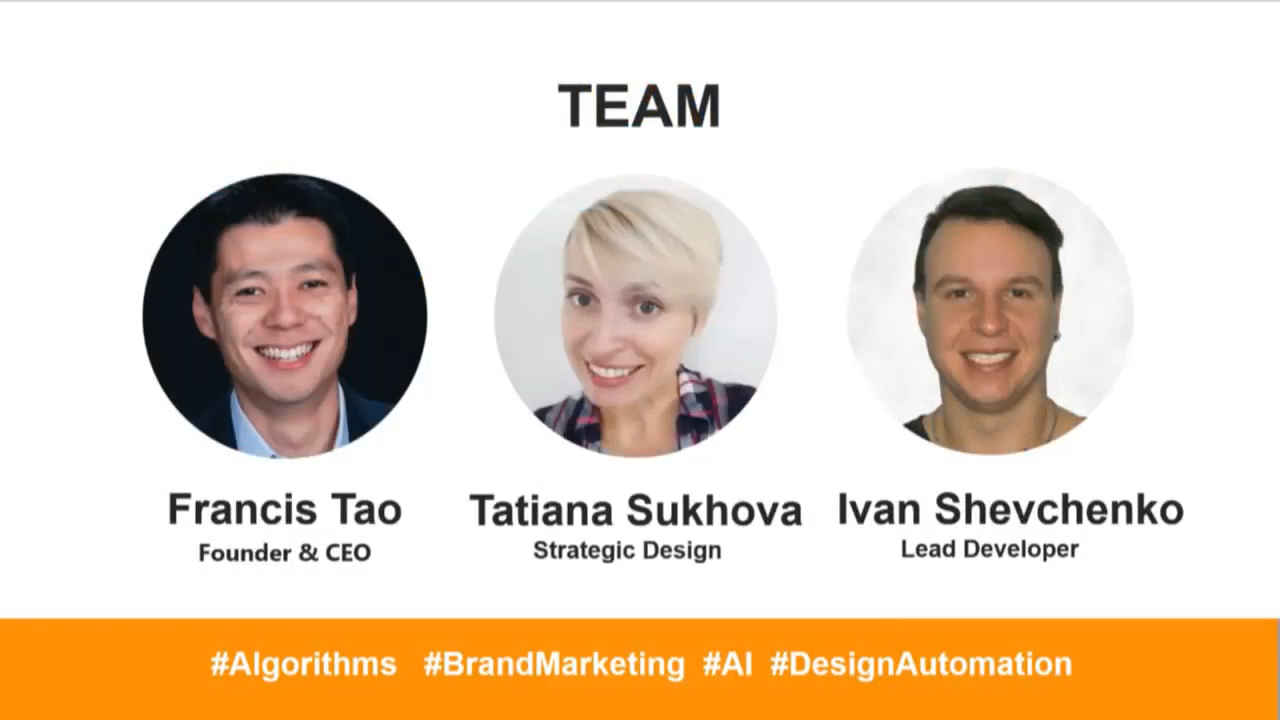 TEAM
Francis Tao Tatiana Sukhova Ivan Shevchenko
Founder & CEO Strategic Design Lead Developer
#Algorithms #BrandMarketing #AI #DesignAutomation